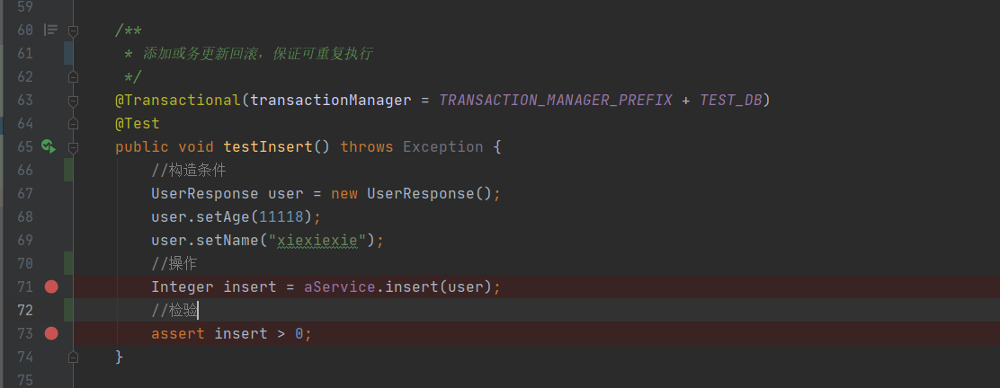 59
60 /**
61 * 添加或务更新回滚，保证可重复执行
62 */
63 @Transactional(transactionManager = TRANSACTION_MANAGER_PREFIX + TEST_DB)
64 @Test
65 public void testInsert() throws Exception {
66 //构造条件
67 UserResponse user = new UserResponse();
68 user.setAge(11118);
69 user.setName("xiexiexie");
70 //操作
71 Integer insert = aService.insert(user);
72 //检验
73 assert insert > 0;
74 }
75